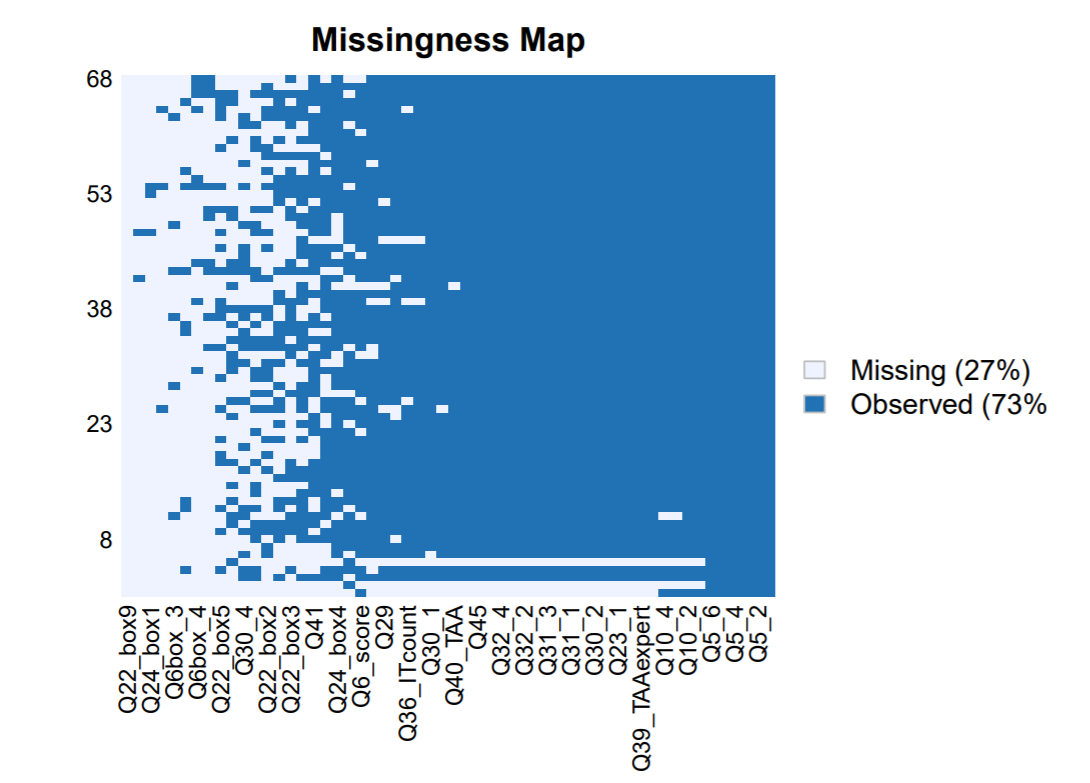 Missingness Map
68
53
38
23
8
Missing (27%)
Observed (73%
Q22_box9
Q24_box1
Q6box_3
Q6box_4
Q22_box5
Q30_4
Q22_box2
Q22_box3
Q41
Q24_box4
Q6_score
Q29
Q36_ITcount
Q30_1
Q40_TAA
Q45
Q32_4
Q32_2
Q31_3
Q31_1
Q30_2
Q23_1
Q39_TAAexpert
Q10_4
Q10_2
Q5_6
Q5_4
Q5_2